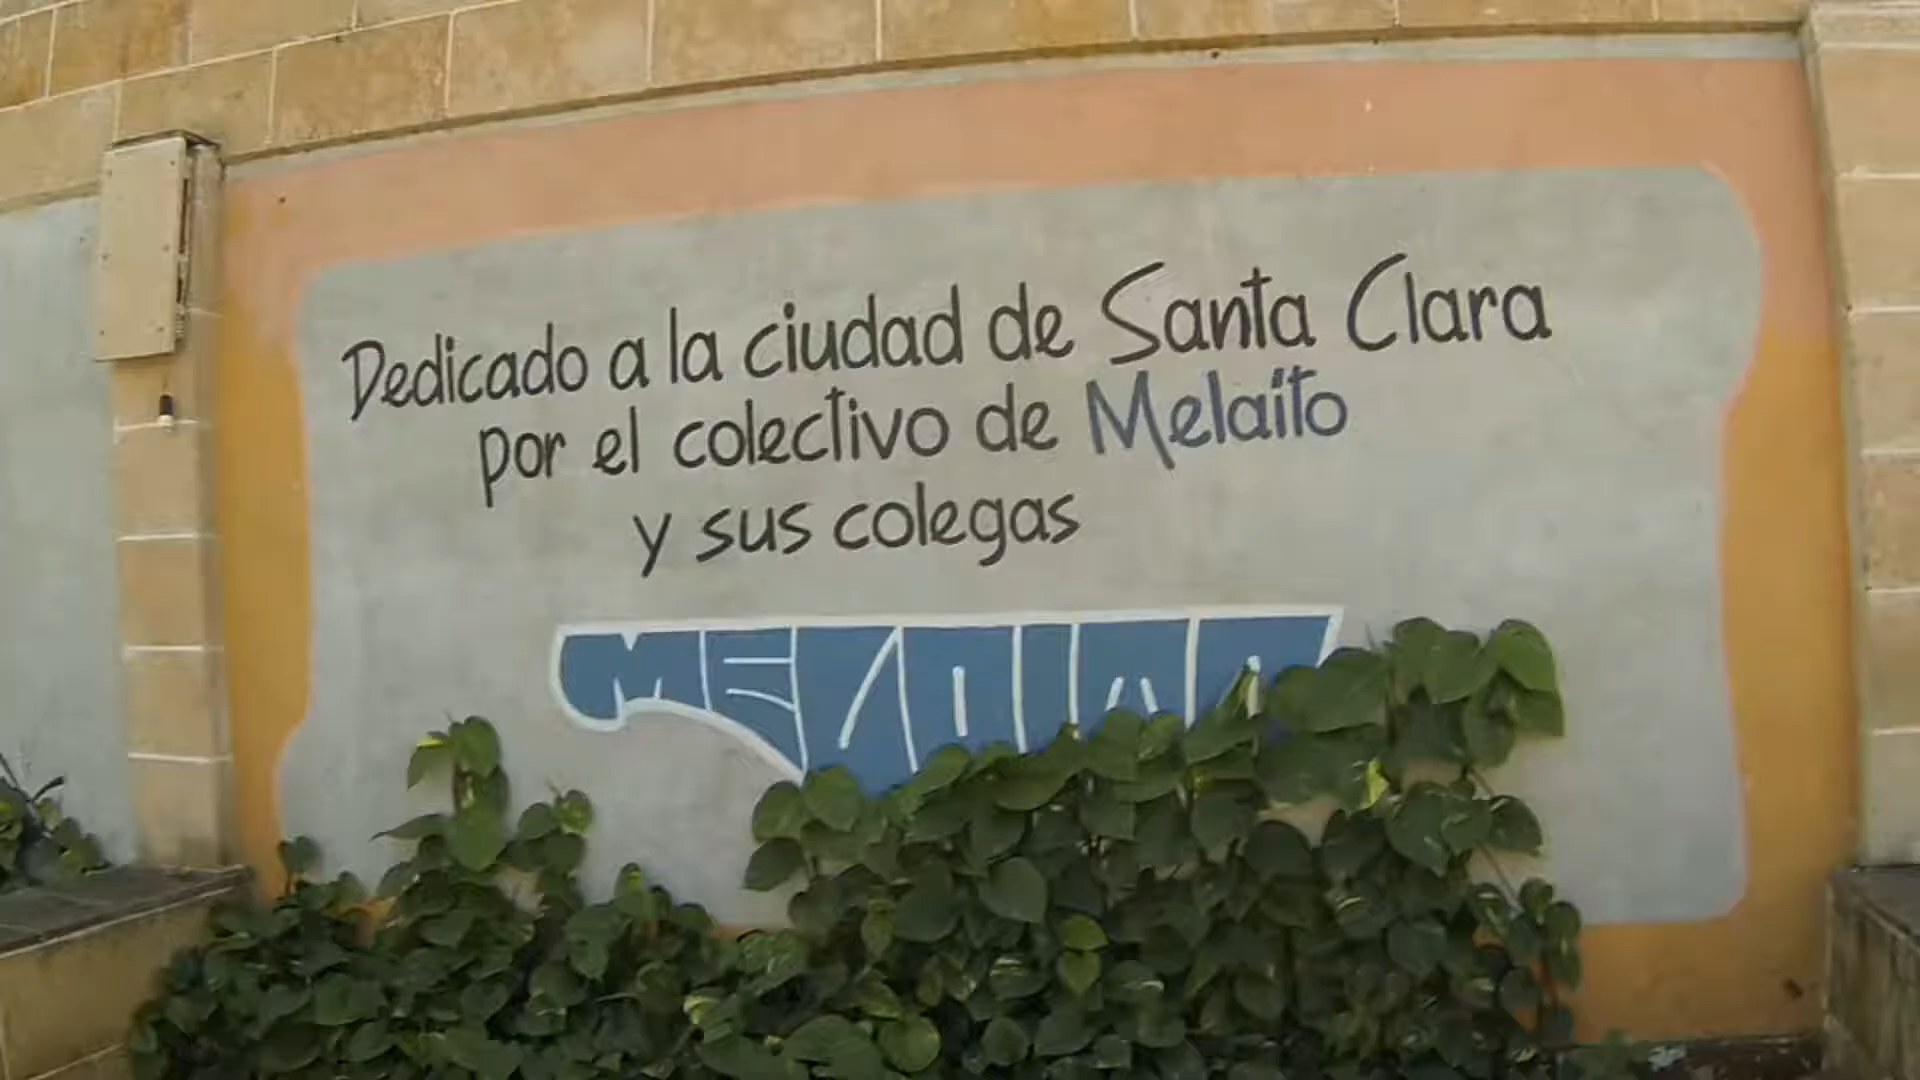 Dedicado a la ciudad de Santa Clara
por el colectivo de Melaíto
y sus colegas